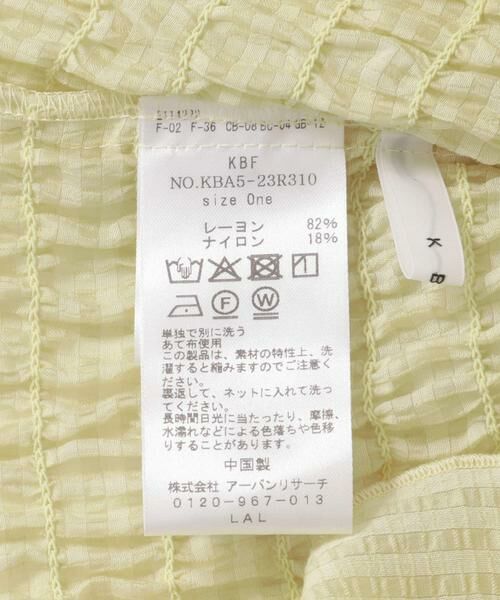 F-02 F-36 CB-08 BC-04 GB-12
KBF
NO.KBA5-23R310
size One
レーヨン 82%
ナイロン 18%
単独で別に洗う
あて布使用
この製品は、素材の特性上、洗
濯すると縮みますのでご注意く
ださい。
裏返して、ネットに入れて洗っ
てください。
長時間日光に当たったり、摩擦、
水濡れなどによる色落ちや色移
りすることがあります。
中国製
株式会社 アーバンリサーチ
0120-967-013
LAL
K B